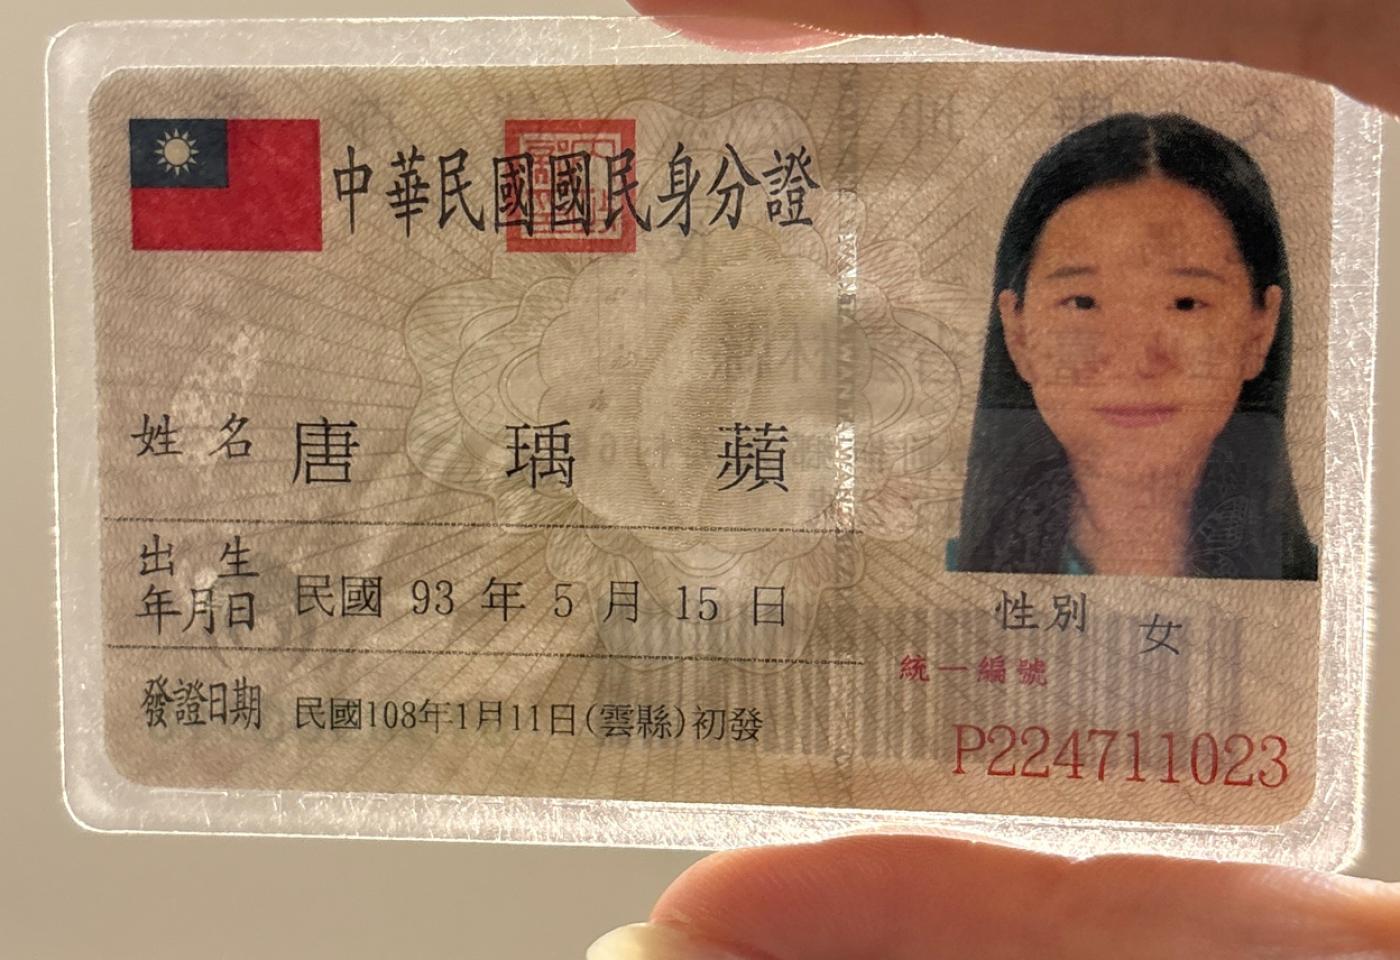 中華民國國民身分證
姓名 唐瑀蘋
出生年月日 民國 93 年 5 月 15 日
發證日期 民國108年1月11日(雲縣)初發
性別 女
統一編號
P224711023